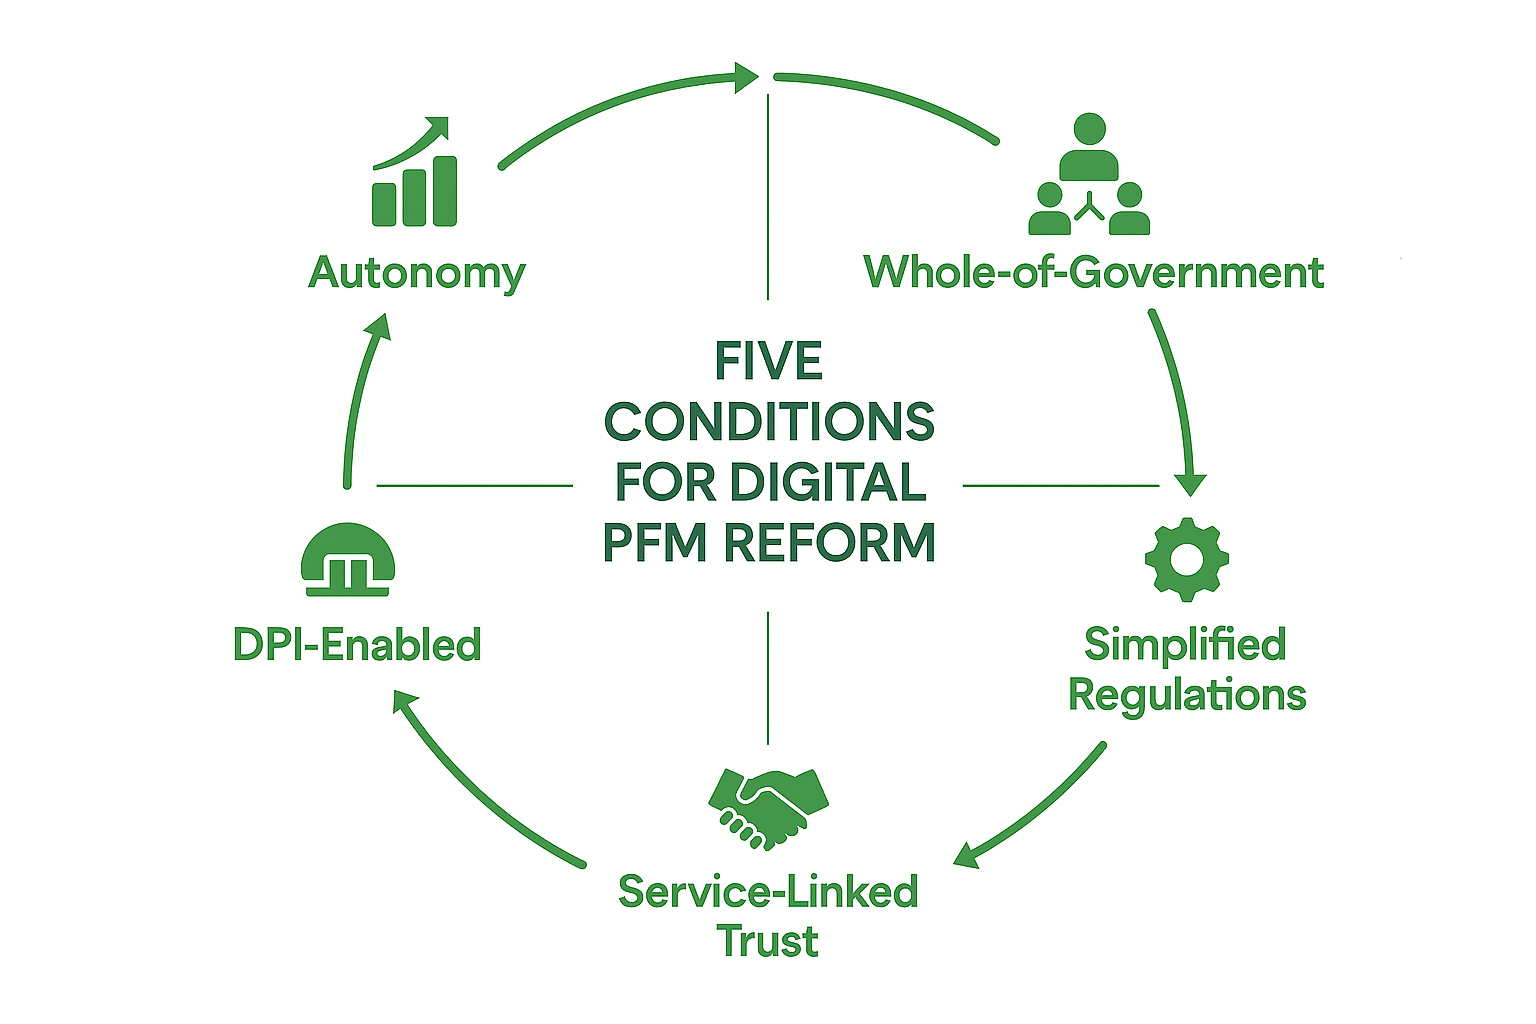 Autonomy
Whole-of-Government
FIVE
CONDITIONS
FOR DIGITAL
PFM REFORM
DPI-Enabled
Simplified
Regulations
Service-Linked
Trust